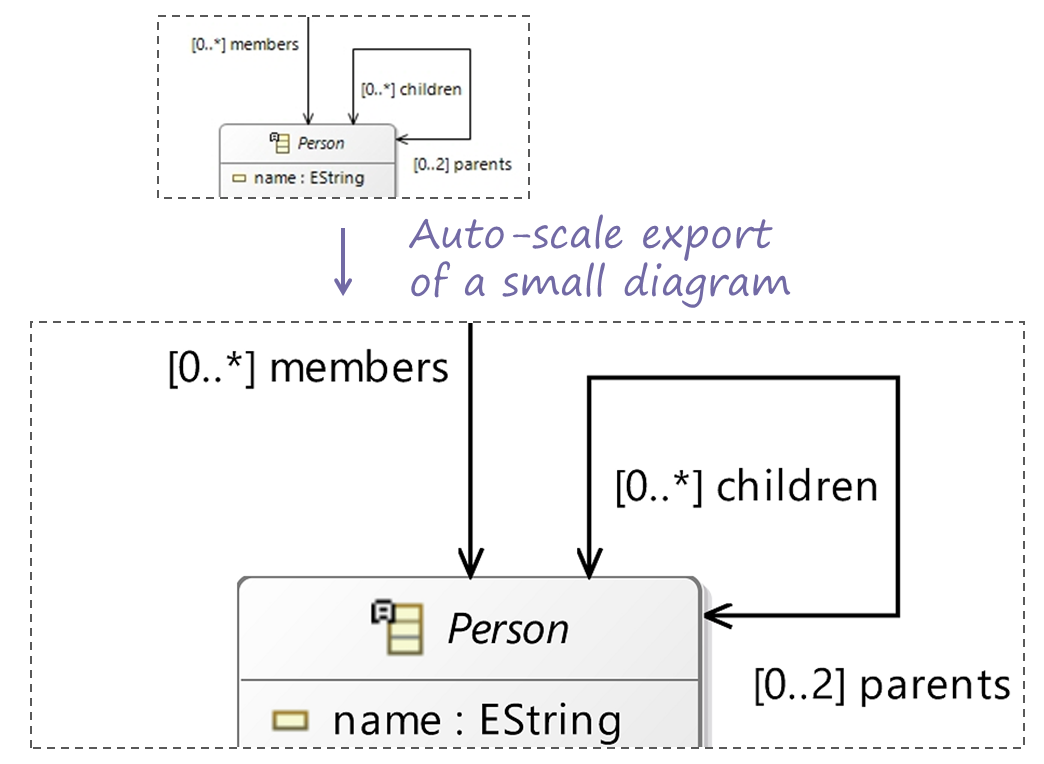 [0..*] members
[0..*] children
Person
[0..2] parents
name : EString
Auto-scale export
of a small diagram
[0..*] members
[0..*] children
Person
[0..2] parents
name : EString